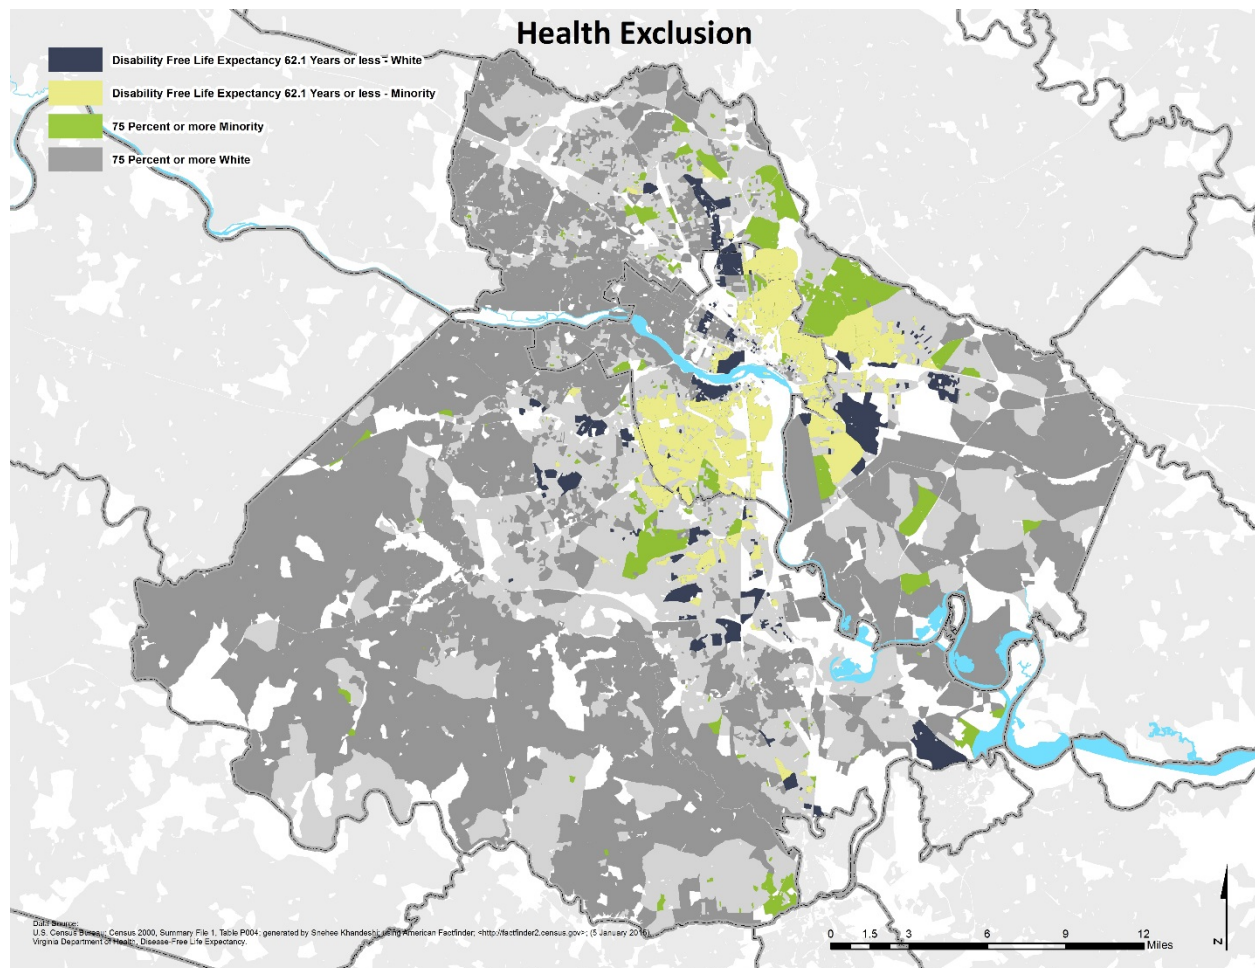 Health Exclusion
Disability Free Life Expectancy 62.1 Years or less - White
Disability Free Life Expectancy 62.1 Years or less - Minority
75 Percent or more Minority
75 Percent or more White
Data Source:
U.S. Census Bureau; Census 2000, Summary File 1, Table P004; generated by Snehee Khandeshi; using American Factfinder; <http://factfinder2.census.gov>; (5 January
Virginia Department of Health, Disease-Free Life Expectancy.
0 1.5 3 6 9 12
Miles
N